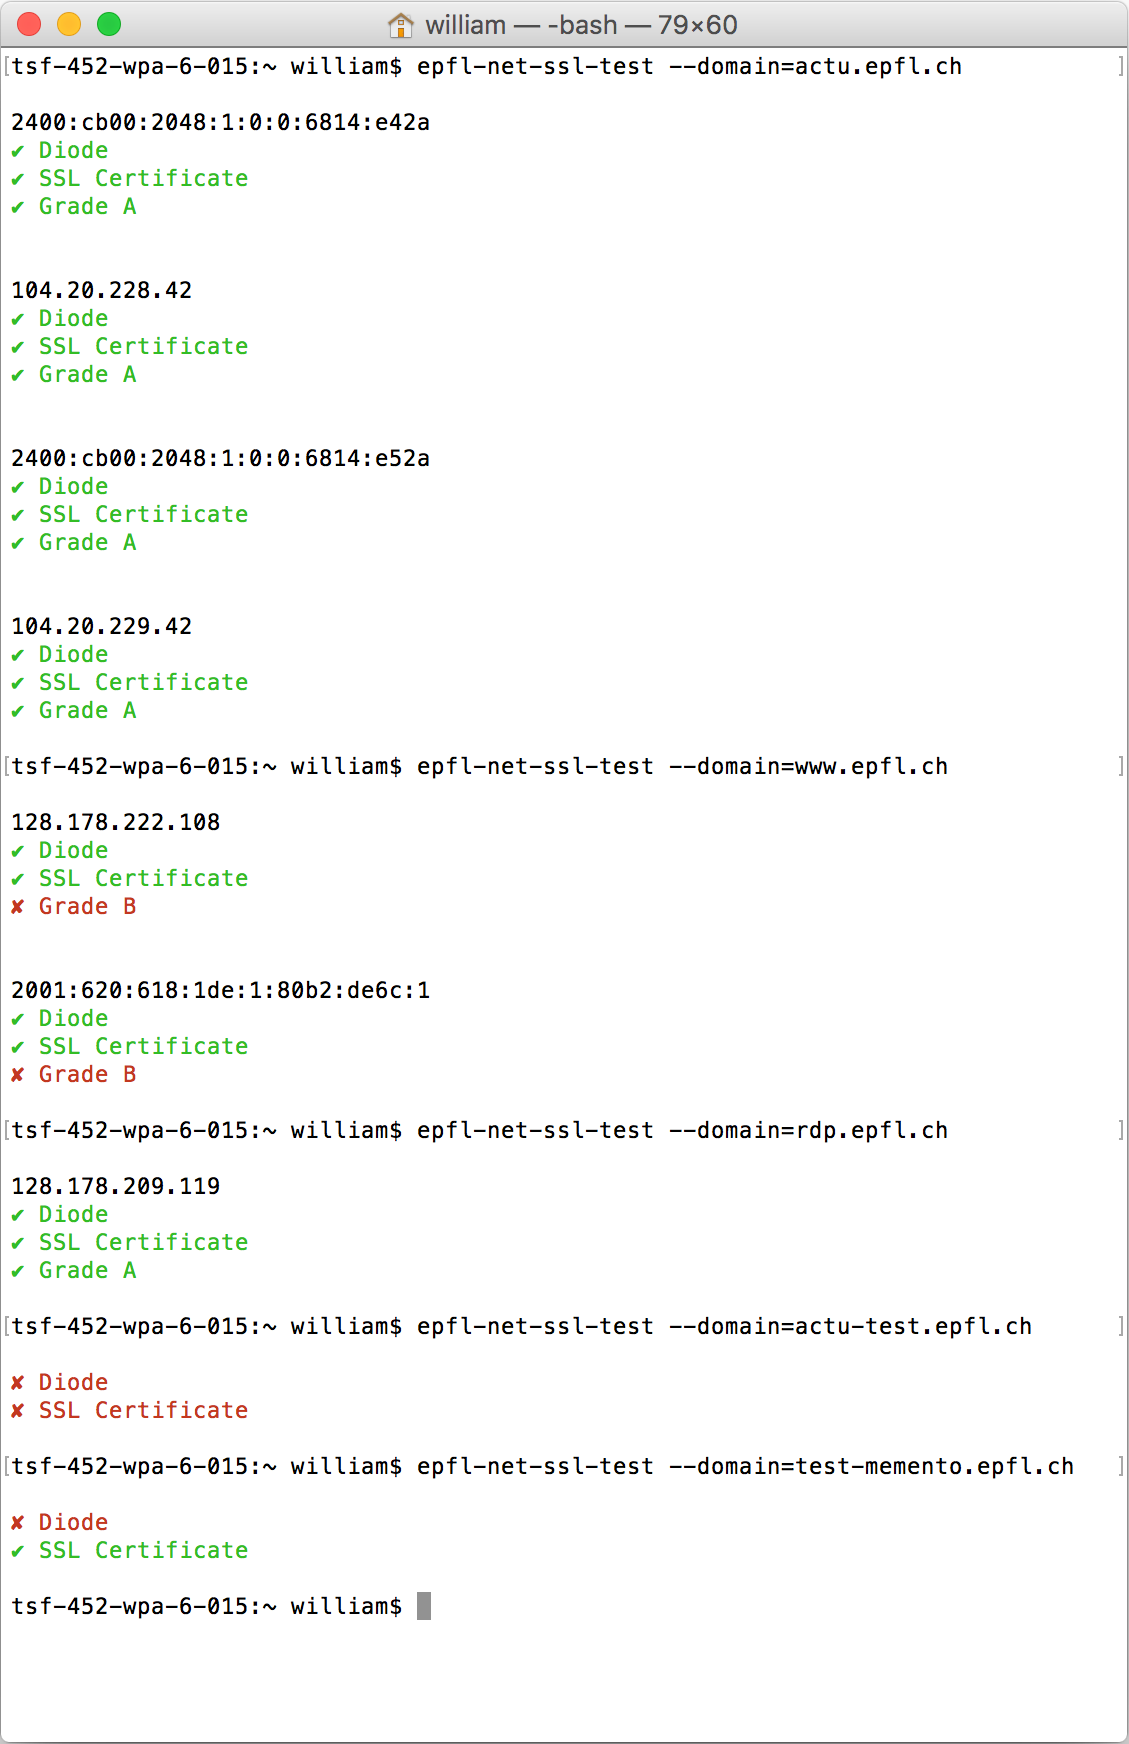 william — -bash — 79×60
tsf-452-wpa-6-015:~ william$ epfl-net-ssl-test --domain=actu.epfl.ch
2400:cb00:2048:1:0:0:6814:e42a
✔ Diode
✔ SSL Certificate
✔ Grade A
104.20.228.42
✔ Diode
✔ SSL Certificate
✔ Grade A
2400:cb00:2048:1:0:0:6814:e52a
✔ Diode
✔ SSL Certificate
✔ Grade A
104.20.229.42
✔ Diode
✔ SSL Certificate
✔ Grade A
tsf-452-wpa-6-015:~ william$ epfl-net-ssl-test --domain=www.epfl.ch
128.178.222.108
✔ Diode
✔ SSL Certificate
✘ Grade B
2001:620:618:1de:1:80b2:de6c:1
✔ Diode
✔ SSL Certificate
✘ Grade B
tsf-452-wpa-6-015:~ william$ epfl-net-ssl-test --domain=rdp.epfl.ch
128.178.209.119
✔ Diode
✔ SSL Certificate
✔ Grade A
tsf-452-wpa-6-015:~ william$ epfl-net-ssl-test --domain=actu-test.epfl.ch
✘ Diode
✘ SSL Certificate
tsf-452-wpa-6-015:~ william$ epfl-net-ssl-test --domain=test-memento.epfl.ch
✘ Diode
✔ SSL Certificate
tsf-452-wpa-6-015:~ william$